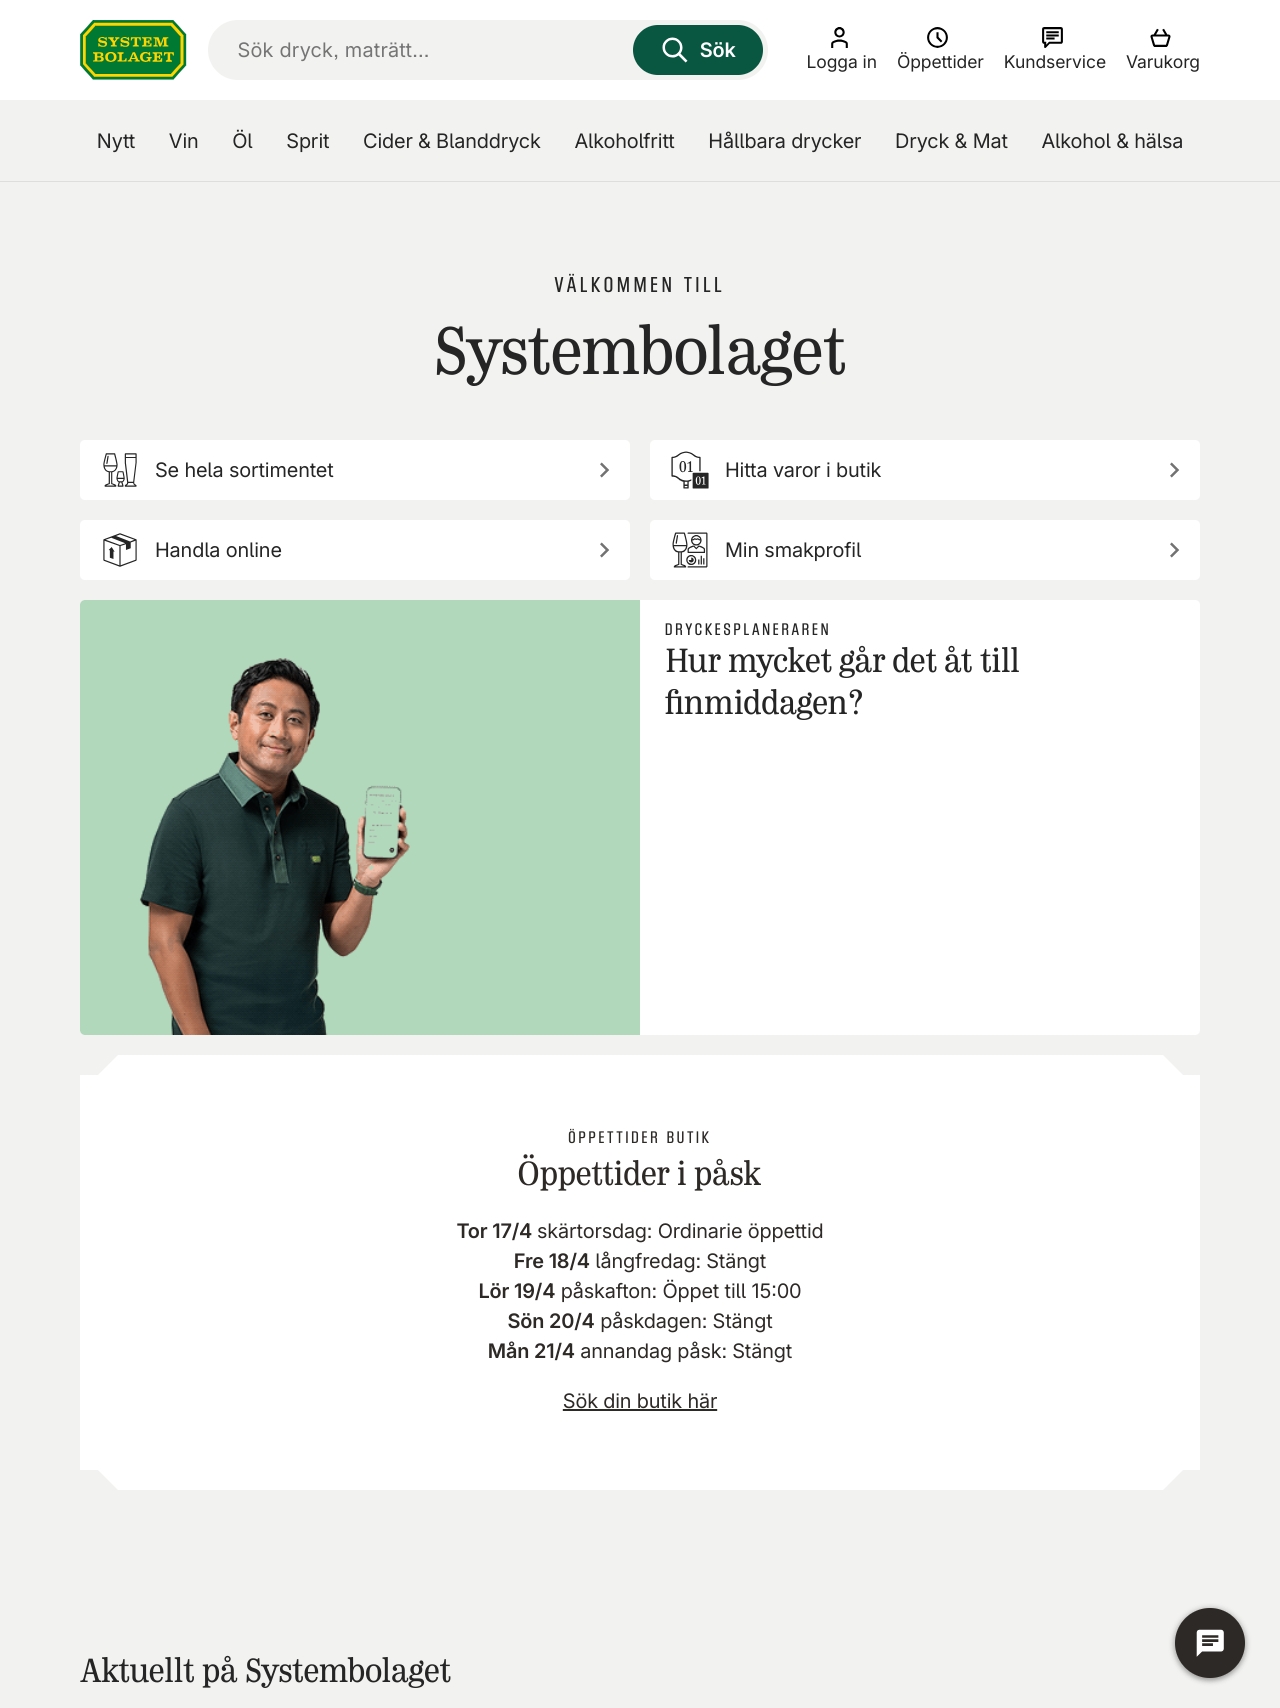 SYSTEM
BOLAGET
Sök dryck, maträtt...
Sök
Logga in
Öppettider
Kundservice
Varukorg
Nytt
Vin
Öl
Sprit
Cider & Blanddryck
Alkoholfritt
Hållbara drycker
Dryck & Mat
Alkohol & hälsa
VÄLKOMMEN TILL
Systembolaget
Se hela sortimentet
01
01
Hitta varor i butik
Handla online
Min smakprofil
DRYCKESPLANERAREN
Hur mycket går det åt till
finmiddagen?
ÖPPETTIDER BUTIK
Öppettider i påsk
Tor 17/4 skärtorsdag: Ordinarie öppettid
Fre 18/4 långfredag: Stängt
Lör 19/4 påskafton: Öppet till 15:00
Sön 20/4 påskdagen: Stängt
Mån 21/4 annandag påsk: Stängt
Sök din butik här
Aktuellt på Systembolaget